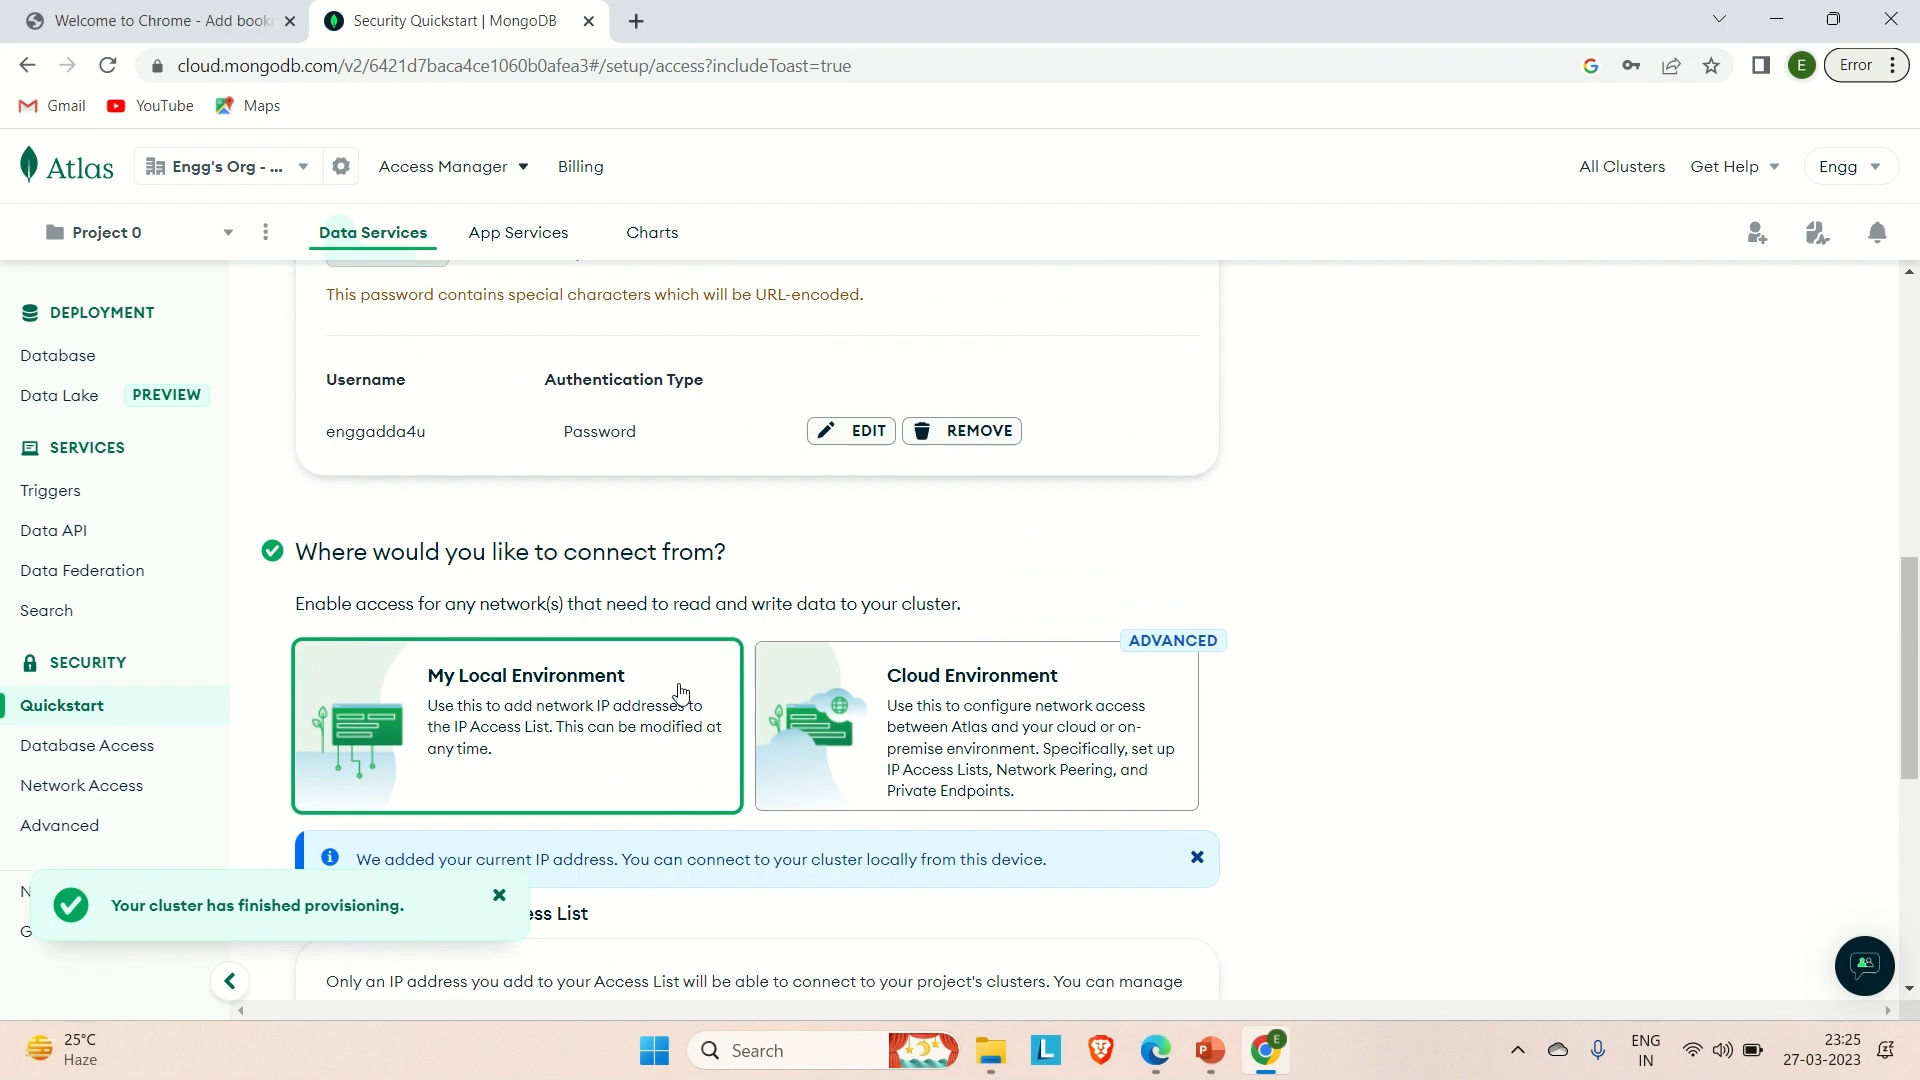 Welcome to Chrome - Add book
Security Quickstart | MongoDB
cloud.mongodb.com/v2/6421d7baca4ce1060b0afea3#/setup/access?includeToast=true
E
Error
Gmail
YouTube
Maps
Atlas
Engg's Org - ...
Access Manager
Billing
All Clusters
Get Help
Engg
Project 0
Data Services
App Services
Charts
DEPLOYMENT
Database
Data Lake PREVIEW
SERVICES
Triggers
Data API
Data Federation
Search
SECURITY
Quickstart
Database Access
Network Access
Advanced
This password contains special characters which will be URL-encoded.
Username Authentication Type
enggadda4u Password EDIT REMOVE
Where would you like to connect from?
Enable access for any network(s) that need to read and write data to your cluster.
My Local Environment
Use this to add network IP addresses to
the IP Access List. This can be modified at
any time.
ADVANCED
Cloud Environment
Use this to configure network access
between Atlas and your cloud or on-
premise environment. Specifically, set up
IP Access Lists, Network Peering, and
Private Endpoints.
We added your current IP address. You can connect to your cluster locally from this device.
Your cluster has finished provisioning.
List
Only an IP address you add to your Access List will be able to connect to your project's clusters. You can manage
25°C
Haze
Search
ENG
IN
23:25
27-03-2023